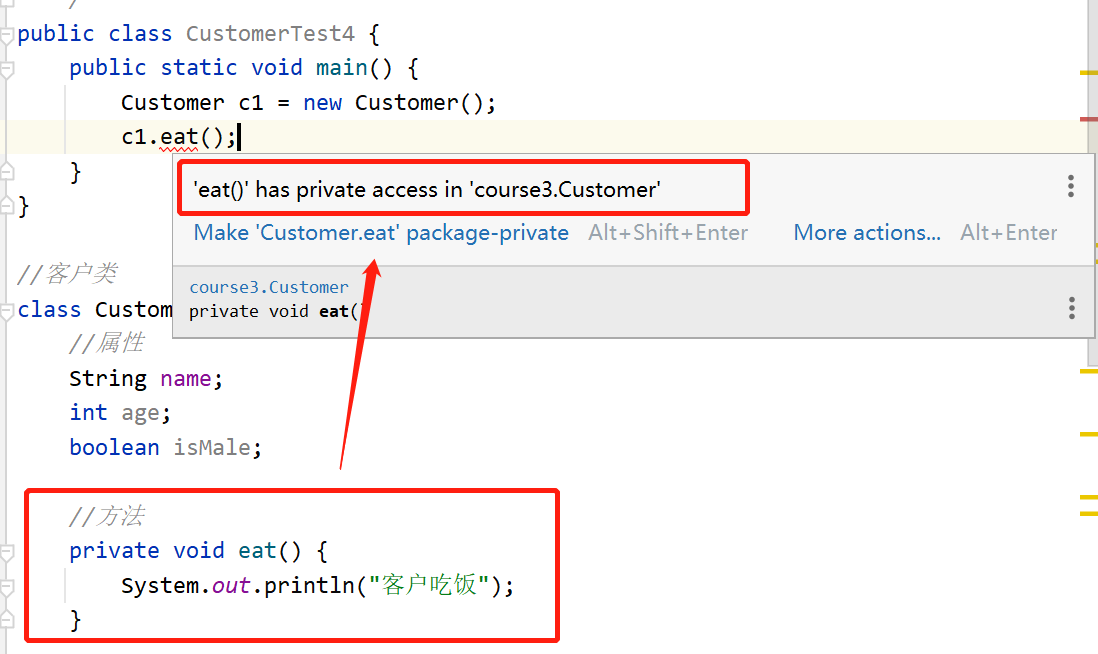 public class CustomerTest4 {
public static void main() {
Customer c1 = new Customer();
c1.eat();
}
}
'eat()' has private access in 'course3.Customer'
Make 'Customer.eat' package-private Alt+Shift+Enter More actions... Alt+Enter
course3.Customer
private void eat(
//客户类
class Custom
//属性
String name;
int age;
boolean isMale;
//方法
private void eat() {
System.out.println("客户吃饭");
}